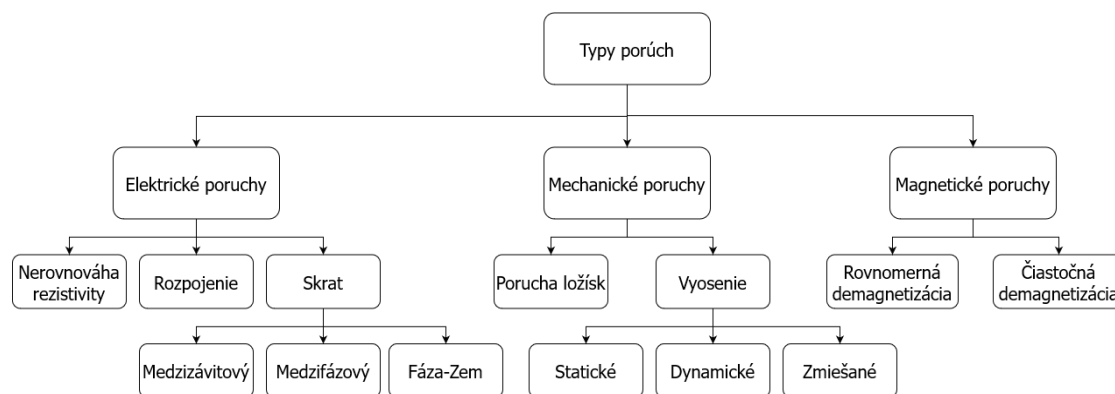 Typy porúch
Elektrické poruchy
Mechanické poruchy
Magnetické poruchy
Nerovnováha
rezistivity
Rozpojenie
Skrat
Porucha ložísk
Vyosenie
Rovnomerná
demagnetizácia
Čiastočná
demagnetizácia
Medzizávitový
Medzifázový
Fáza-Zem
Statické
Dynamické
Zmiešané